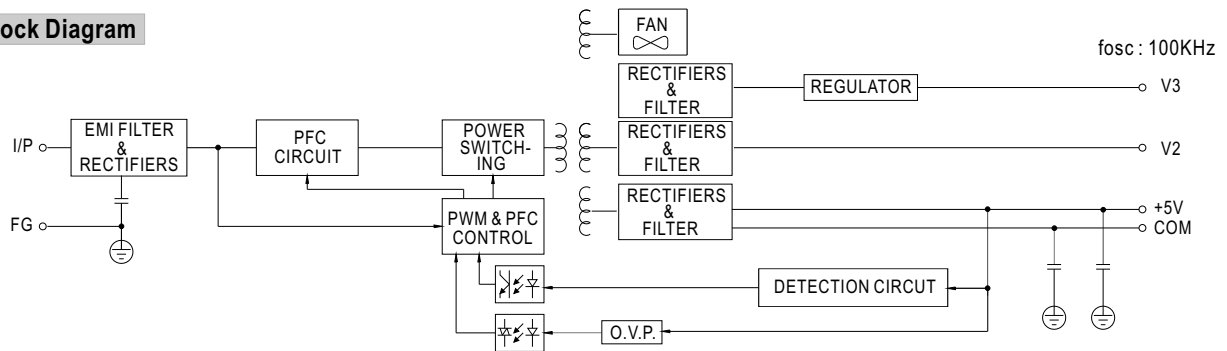 ock Diagram
FAN
fosc : 100KHz
RECTIFIERS
&
FILTER
REGULATOR
V3
I/P
EMI FILTER
&
RECTIFIERS
PFC
CIRCUIT
POWER
SWITCH-
ING
RECTIFIERS
&
FILTER
V2
RECTIFIERS
&
FILTER
+5V
COM
FG
PWM & PFC
CONTROL
DETECTION CIRCUT
O.V.P.